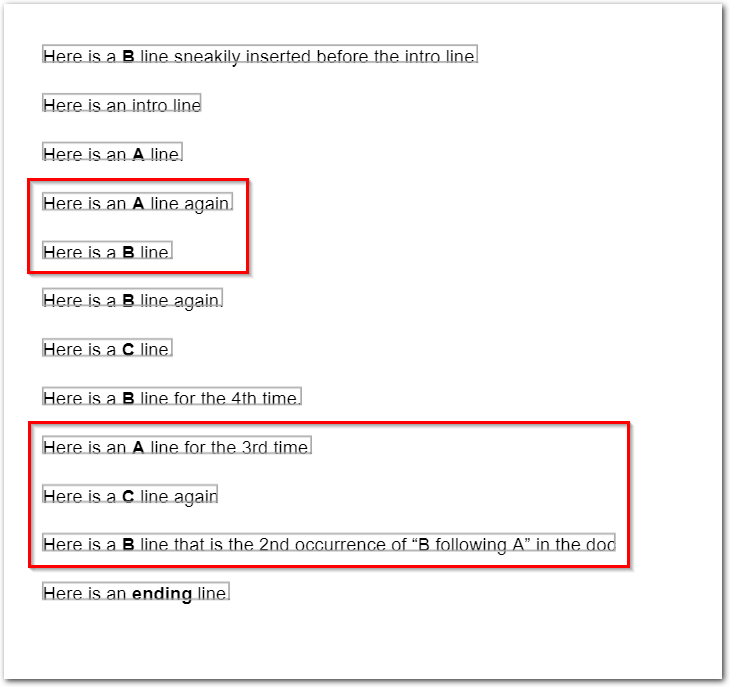 Here is a B line sneakily inserted before the intro line.
Here is an intro line
Here is an A line.
Here is an A line again.
Here is a B line.
Here is a B line again.
Here is a C line.
Here is a B line for the 4th time.
Here is an A line for the 3rd time.
Here is a C line again
Here is a B line that is the 2nd occurrence of “B following A” in the doc
Here is an ending line.